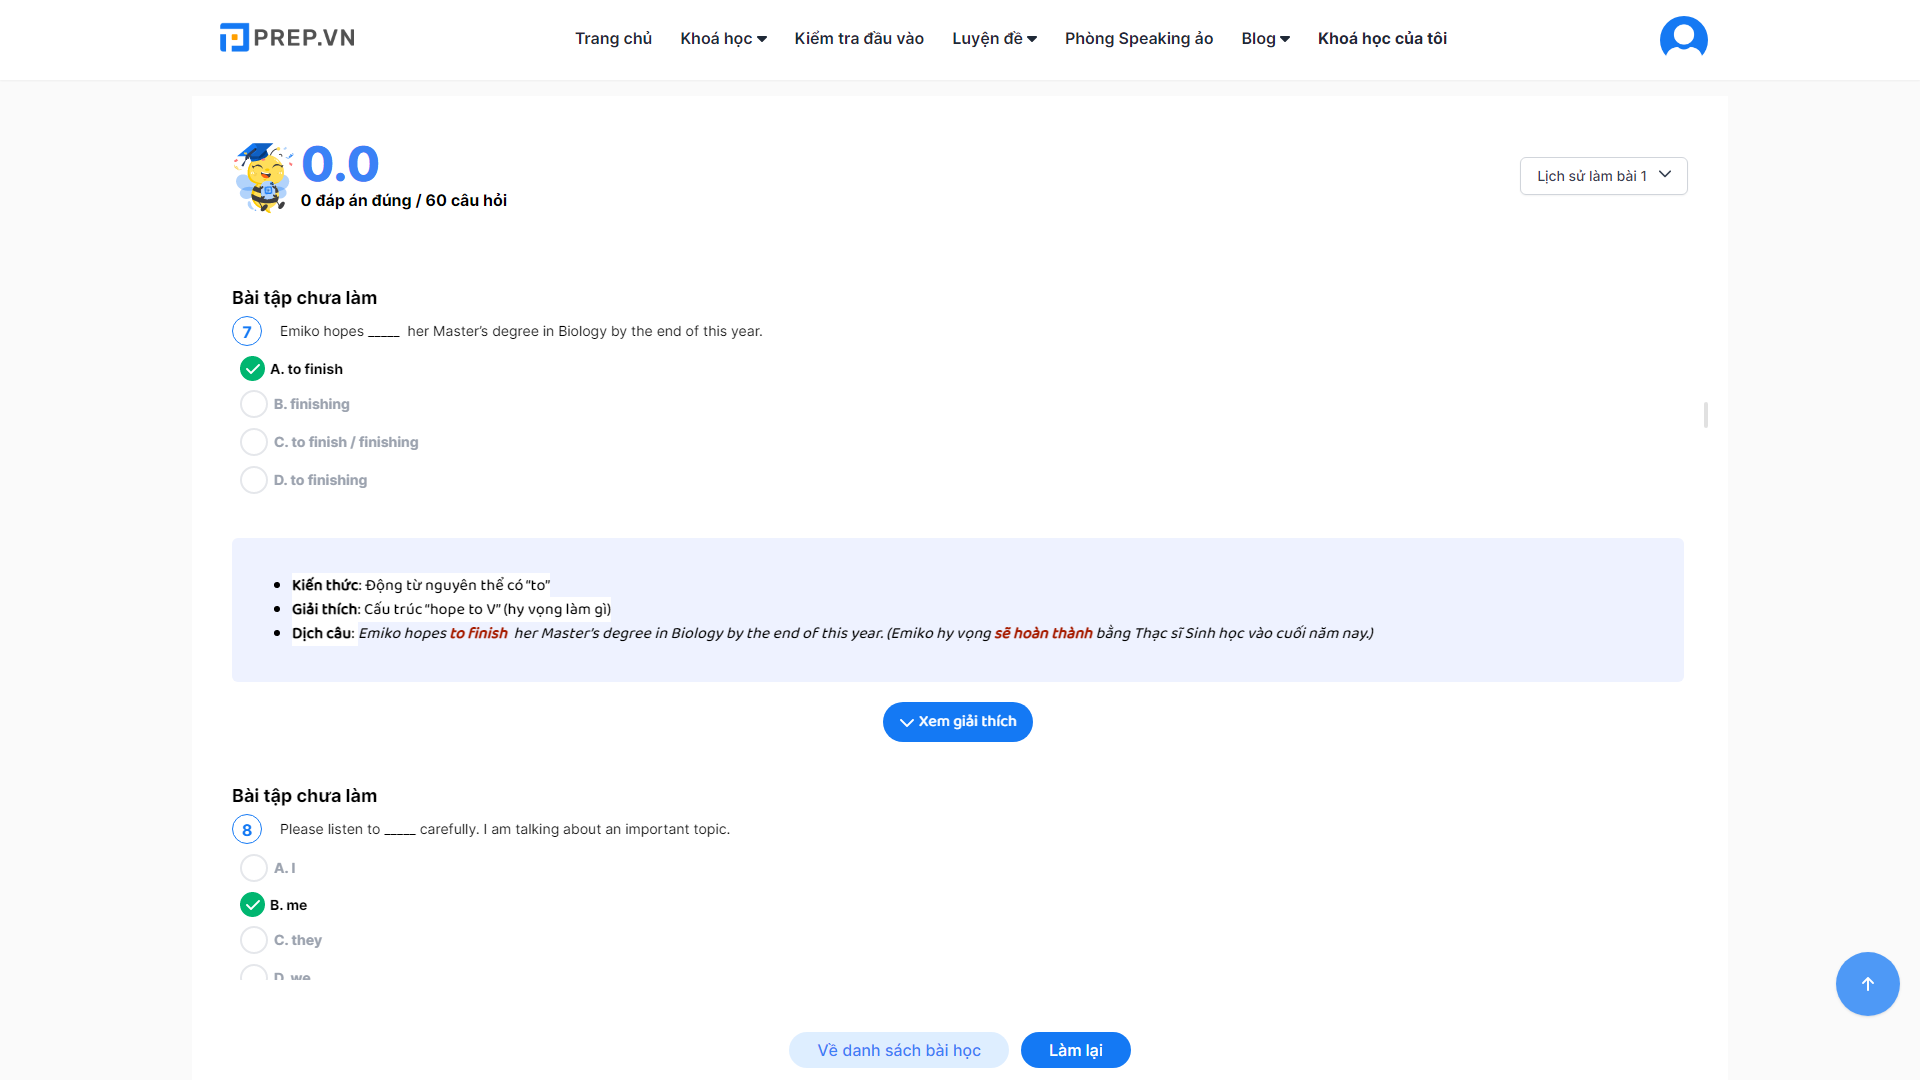 PREP.VN
Trang chủ Khoá học Kiểm tra đầu vào Luyện đề Phòng Speaking ảo Blog Khoá học của tôi
0.0
0 đáp án đúng / 60 câu hỏi
Lịch sử làm bài 1
Bài tập chưa làm
7 Emiko hopes _____ her Master’s degree in Biology by the end of this year.
A. to finish
B. finishing
C. to finish / finishing
D. to finishing
Kiến thức: Động từ nguyên thể có “to”
Giải thích: Cấu trúc “hope to V” (hy vọng làm gì)
Dịch câu: Emiko hopes to finish her Master’s degree in Biology by the end of this year. (Emiko hy vọng sẽ hoàn thành bằng Thạc sĩ Sinh học vào cuối năm nay.)
Xem giải thích
Bài tập chưa làm
8 Please listen to _____ carefully. I am talking about an important topic.
A. I
B. me
C. they
D. we
Về danh sách bài học Làm lại